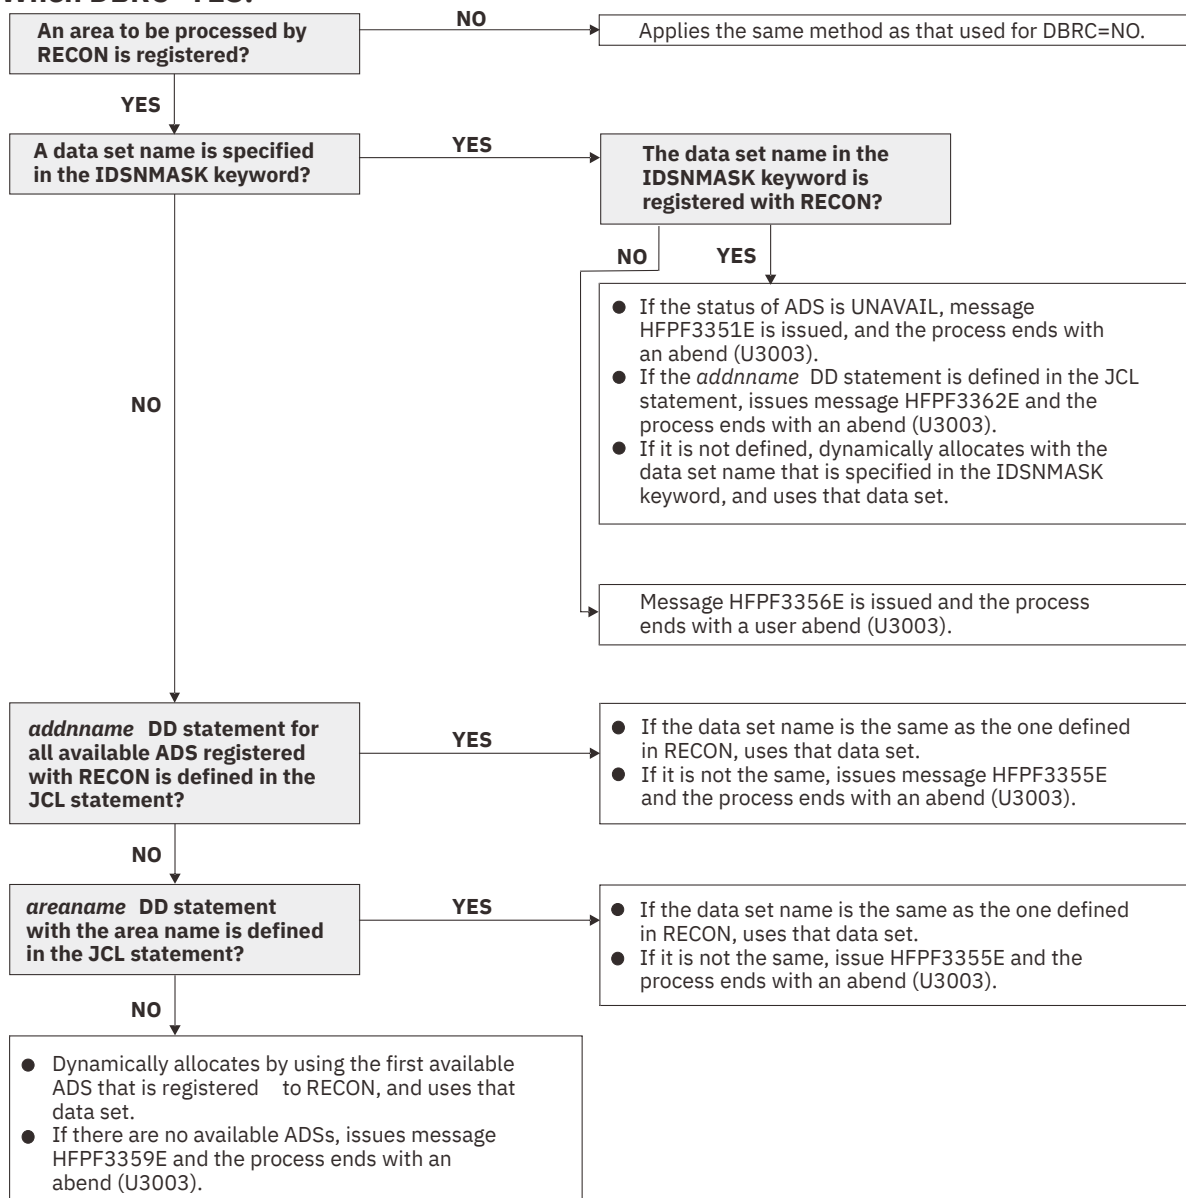 Which DBRC=YES:
An area to be processed by
RECON is registered?
NO
Applies the same method as that used for DBRC=NO.
YES
A data set name is specified
in the IDSNMASK keyword?
YES
The data set name in the
IDSNMASK keyword is
registered with RECON?
NO
YES
● If the status of ADS is UNAVAIL, message
HFPF3351E is issued, and the process ends with
an abend (U3003).
● If the addnname DD statement is defined in the JCL
statement, issues message HFPF3362E and the
process ends with an abend (U3003).
● If it is not defined, dynamically allocates with the
data set name that is specified in the IDSNMASK
keyword, and uses that data set.
NO
Message HFPF3356E is issued and the process
ends with a user abend (U3003).
addnname DD statement for
all available ADS registered
with RECON is defined in the
JCL statement?
YES
● If the data set name is the same as the one defined
in RECON, uses that data set.
● If it is not the same, issues message HFPF3355E
and the process ends with an abend (U3003).
NO
areaname DD statement
with the area name is defined
in the JCL statement?
YES
● If the data set name is the same as the one defined
in RECON, uses that data set.
● If it is not the same, issue HFPF3355E and the
process ends with an abend (U3003).
NO
● Dynamically allocates by using the first available
ADS that is registered to RECON, and uses that
data set.
● If there are no available ADSs, issues message
HFPF3359E and the process ends with an
abend (U3003).